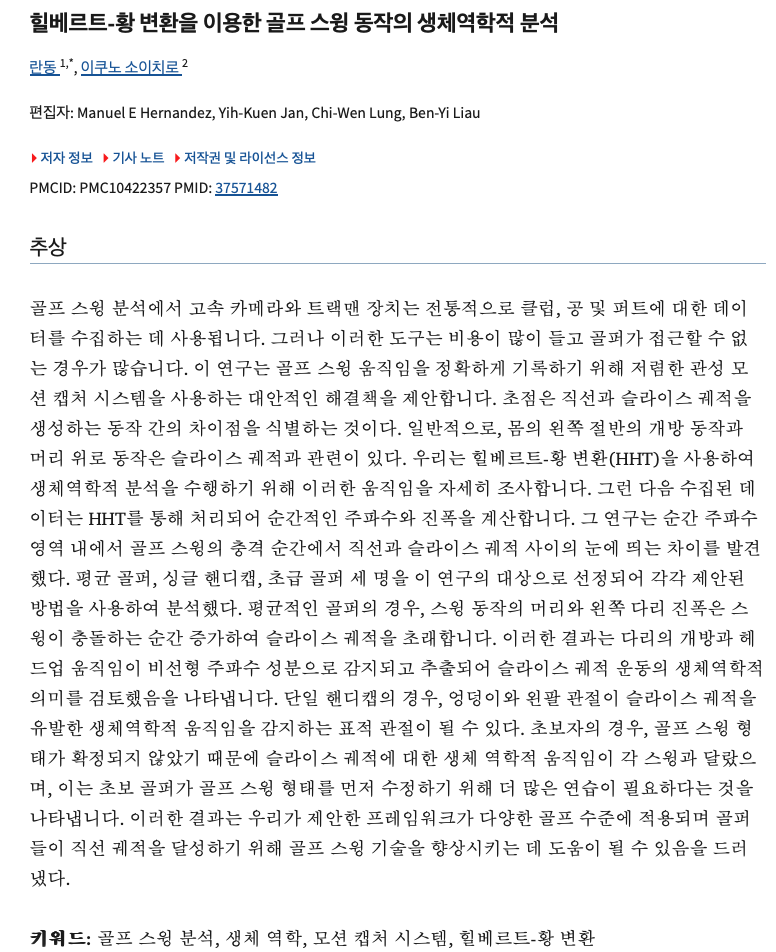 힐베르트-황 변환을 이용한 골프 스윙 동작의 생체역학적 분석
란동 1,*, 이쿠노 소이치로 2
편집자: Manuel E Hernandez, Yih-Kuen Jan, Chi-Wen Lung, Ben-Yi Liau
저자 정보 기사 노트 저작권 및 라이선스 정보
PMCID: PMC10422357 PMID: 37571482
추상
골프 스윙 분석에서 고속 카메라와 트랙맨 장치는 전통적으로 클럽, 공 및 퍼트에 대한 데이
터를 수집하는 데 사용됩니다. 그러나 이러한 도구는 비용이 많이 들고 골퍼가 접근할 수 없
는 경우가 많습니다. 이 연구는 골프 스윙 움직임을 정확하게 기록하기 위해 저렴한 관성 모
션 캡처 시스템을 사용하는 대안적인 해결책을 제안합니다. 초점은 직선과 슬라이스 궤적을
생성하는 동작 간의 차이점을 식별하는 것이다. 일반적으로, 몸의 왼쪽 절반의 개방 동작과
머리 위로 동작은 슬라이스 궤적과 관련이 있다. 우리는 힐베르트-황 변환(HHT)을 사용하여
생체역학적 분석을 수행하기 위해 이러한 움직임을 자세히 조사합니다. 그런 다음 수집된 데
이터는 HHT를 통해 처리되어 순간적인 주파수와 진폭을 계산합니다. 그 연구는 순간 주파수
영역 내에서 골프 스윙의 충격 순간에서 직선과 슬라이스 궤적 사이의 눈에 띄는 차이를 발견
했다. 평균 골퍼, 싱글 핸디캡, 초급 골퍼 세 명을 이 연구의 대상으로 선정되어 각각 제안된
방법을 사용하여 분석했다. 평균적인 골퍼의 경우, 스윙 동작의 머리와 왼쪽 다리 진폭은 스
윙이 충돌하는 순간 증가하여 슬라이스 궤적을 초래합니다. 이러한 결과는 다리의 개방과 헤
드업 움직임이 비선형 주파수 성분으로 감지되고 추출되어 슬라이스 궤적 운동의 생체역학적
의미를 검토했음을 나타냅니다. 단일 핸디캡의 경우, 엉덩이와 왼팔 관절이 슬라이스 궤적을
유발한 생체역학적 움직임을 감지하는 표적 관절이 될 수 있다. 초보자의 경우, 골프 스윙 형
태가 확정되지 않았기 때문에 슬라이스 궤적에 대한 생체 역학적 움직임이 각 스윙과 달랐으
며, 이는 초보 골퍼가 골프 스윙 형태를 먼저 수정하기 위해 더 많은 연습이 필요하다는 것을
나타냅니다. 이러한 결과는 우리가 제안한 프레임워크가 다양한 골프 수준에 적용되며 골퍼
들이 직선 궤적을 달성하기 위해 골프 스윙 기술을 향상시키는 데 도움이 될 수 있음을 드러
냈다.
키워드: 골프 스윙 분석, 생체 역학, 모션 캡처 시스템, 힐베르트-황 변환